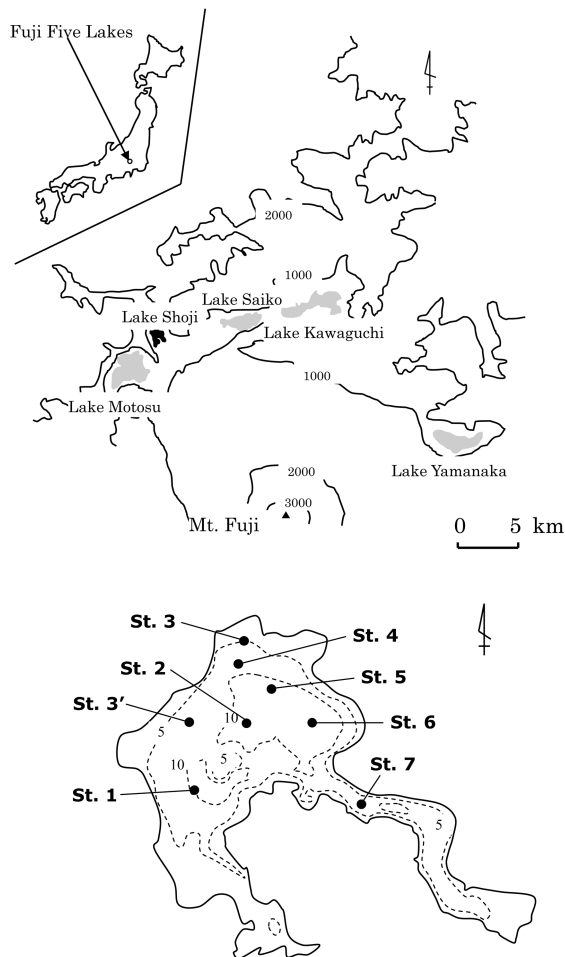 Fuji Five Lakes
2000
1000
Lake Saiko
Lake Shoji
Lake Kawaguchi
1000
Lake Motosu
Lake Yamanaka
2000
3000
Mt. Fuji
0 5 km
St. 3
St. 4
St. 2
St. 5
St. 3′
10
5
St. 6
10
5
St. 7
St. 1
5